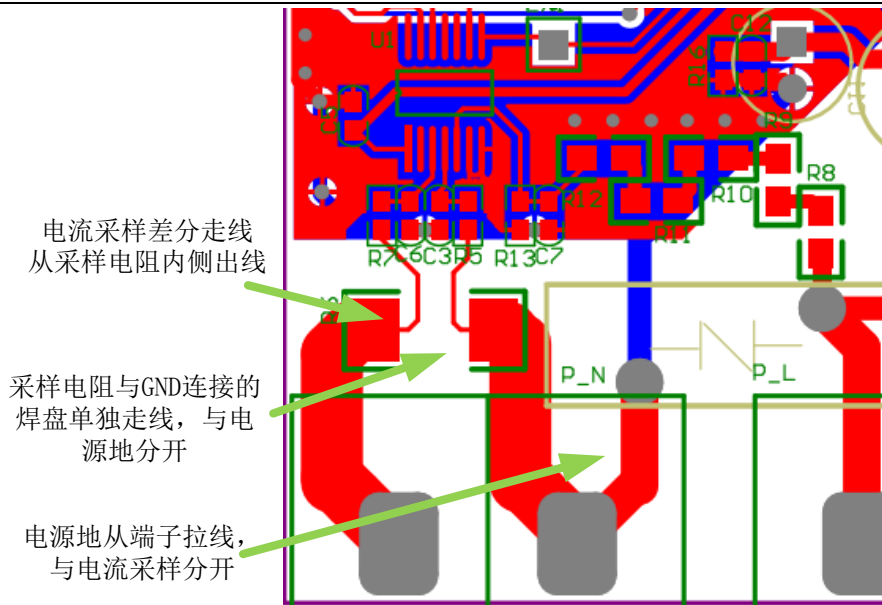 U1
C12
R16
R9
R8
R12
R10
R11
R7
C6
C3
R5
R13
C7
电流采样差分走线
从采样电阻内侧出线
P_N
P_L
采样电阻与GND连接的
焊盘单独走线，与电
源地分开
电源地从端子拉线，
与电流采样分开